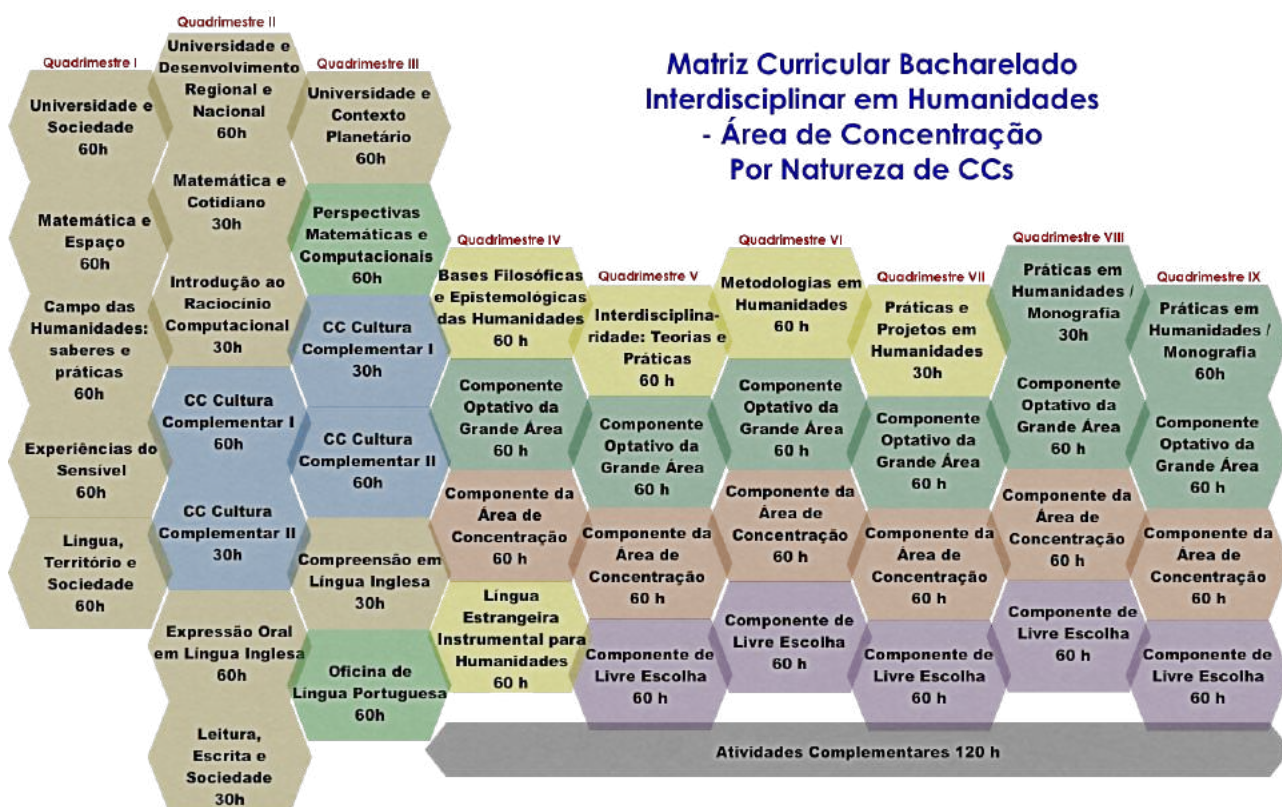 Matriz Curricular Bacharelado
Interdisciplinar em Humanidades
- Área de Concentração
Por Natureza de CCs
Quadrimestre I
Universidade e
Sociedade
60h
Matemática e
Espaço
60h
Campo das
Humanidades:
saberes e
práticas
60h
Experiências do
Sensível
60h
Língua,
Território e
Sociedade
60h
Quadrimestre II
Universidade e
Desenvolvimento
Regional e
Nacional
60h
Matemática e
Cotidiano
30h
Introdução ao
Raciocínio
Computacional
30h
CC Cultura
Complementar I
60h
CC Cultura
Complementar II
30h
Expressão Oral
em Língua Inglesa
60h
Leitura,
Escrita e
Sociedade
30h
Quadrimestre III
Universidade e
Contexto
Planetário
60h
Perspectivas
Matemáticas e
Computacionais
60h
CC Cultura
Complementar I
30h
CC Cultura
Complementar II
60h
Compreensão em
Língua Inglesa
30h
Oficina de
Língua Portuguesa
60h
Quadrimestre IV
Bases Filosóficas
e Epistemológicas
das Humanidades
60 h
Componente
Optativo da
Grande Área
60 h
Componente da
Área de
Concentração
60 h
Língua
Estrangeira
Instrumental para
Humanidades
60 h
Quadrimestre V
Interdisciplina-
ridade: Teorias e
Práticas
60 h
Componente
Optativo da
Grande Área
60 h
Componente da
Área de
Concentração
60 h
Componente de
Livre Escolha
60 h
Quadrimestre VI
Metodologias em
Humanidades
60 h
Componente
Optativo da
Grande Área
60 h
Componente da
Área de
Concentração
60 h
Componente de
Livre Escolha
60 h
Quadrimestre VII
Práticas e
Projetos em
Humanidades
30h
Componente
Optativo da
Grande Área
60 h
Componente da
Área de
Concentração
60 h
Componente de
Livre Escolha
60 h
Quadrimestre VIII
Práticas em
Humanidades /
Monografia
30h
Componente
Optativo da
Grande Área
60 h
Componente da
Área de
Concentração
60 h
Componente de
Livre Escolha
60 h
Quadrimestre IX
Práticas em
Humanidades /
Monografia
60h
Componente
Optativo da
Grande Área
60 h
Componente da
Área de
Concentração
60 h
Componente de
Livre Escolha
60 h
Atividades Complementares 120 h